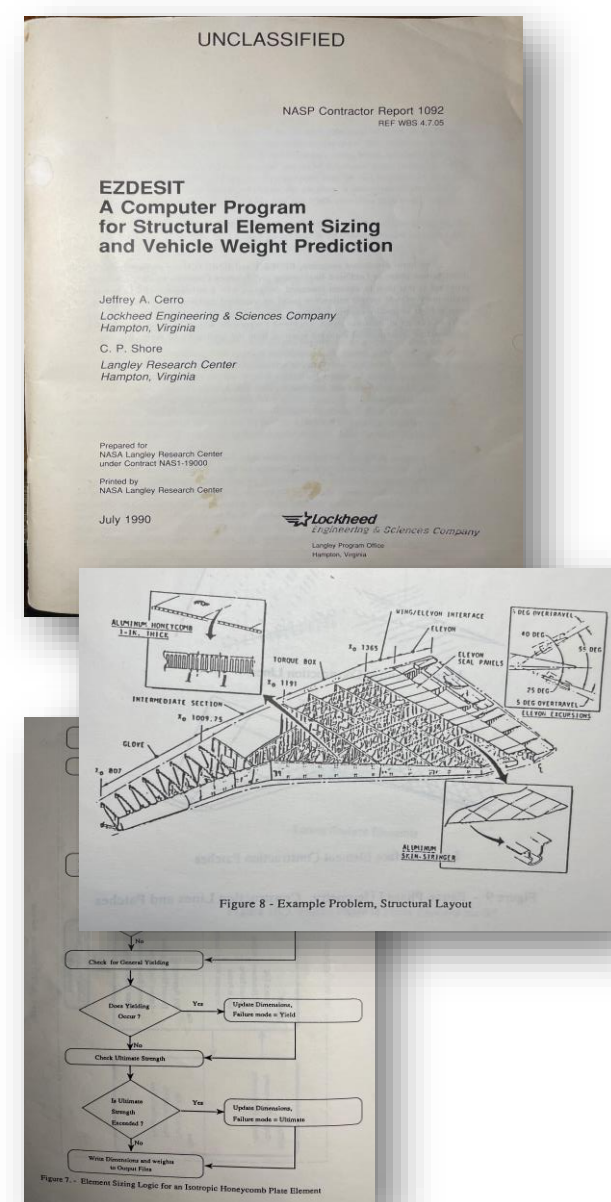 UNCLASSIFIED
NASP Contractor Report 1092
REF WBS 4.7.05
EZDESIT
A Computer Program
for Structural Element Sizing
and Vehicle Weight Prediction
Jeffrey A. Cerro
Lockheed Engineering & Sciences Company
Hampton, Virginia
C. P. Shore
Langley Research Center
Hampton, Virginia
Prepared for
NASA Langley Research Center
under Contract NAS1-19000
Printed by
NASA Langley Research Center
July 1990
Lockheed
Engineering & Sciences Company
Langley Program Office
Hampton, Virginia
ALUMINUM HONEYCOMB
1-IN. THICK
WING/ELEVON INTERFACE
ELEVON
X₀ 1365
ELEVON
SEAL PANELS
TORQUE BOX
X₀ 1191
INTERMEDIATE SECTION
X₀ 1009.75
GLOVE
X₀ 807
5 DEG OVERTRAVEL
40 DEG
55 DEG
25 DEG
5 DEG OVERTRAVEL
ELEVON EXCURSIONS
ALUMINUM
SKIN-STRINGER
Figure 8 - Example Problem, Structural Layout
No
Check for General Yielding
Does Yielding
Occur ?
Yes
Update Dimensions,
Failure mode = Yield
No
Check Ultimate Strength
Is Ultimate
Strength
Exceeded ?
Yes
Update Dimensions,
Failure mode = Ultimate
No
Write Dimensions and weights
to Output Files
Figure 7. - Element Sizing Logic for an Isotropic Honeycomb Plate Element